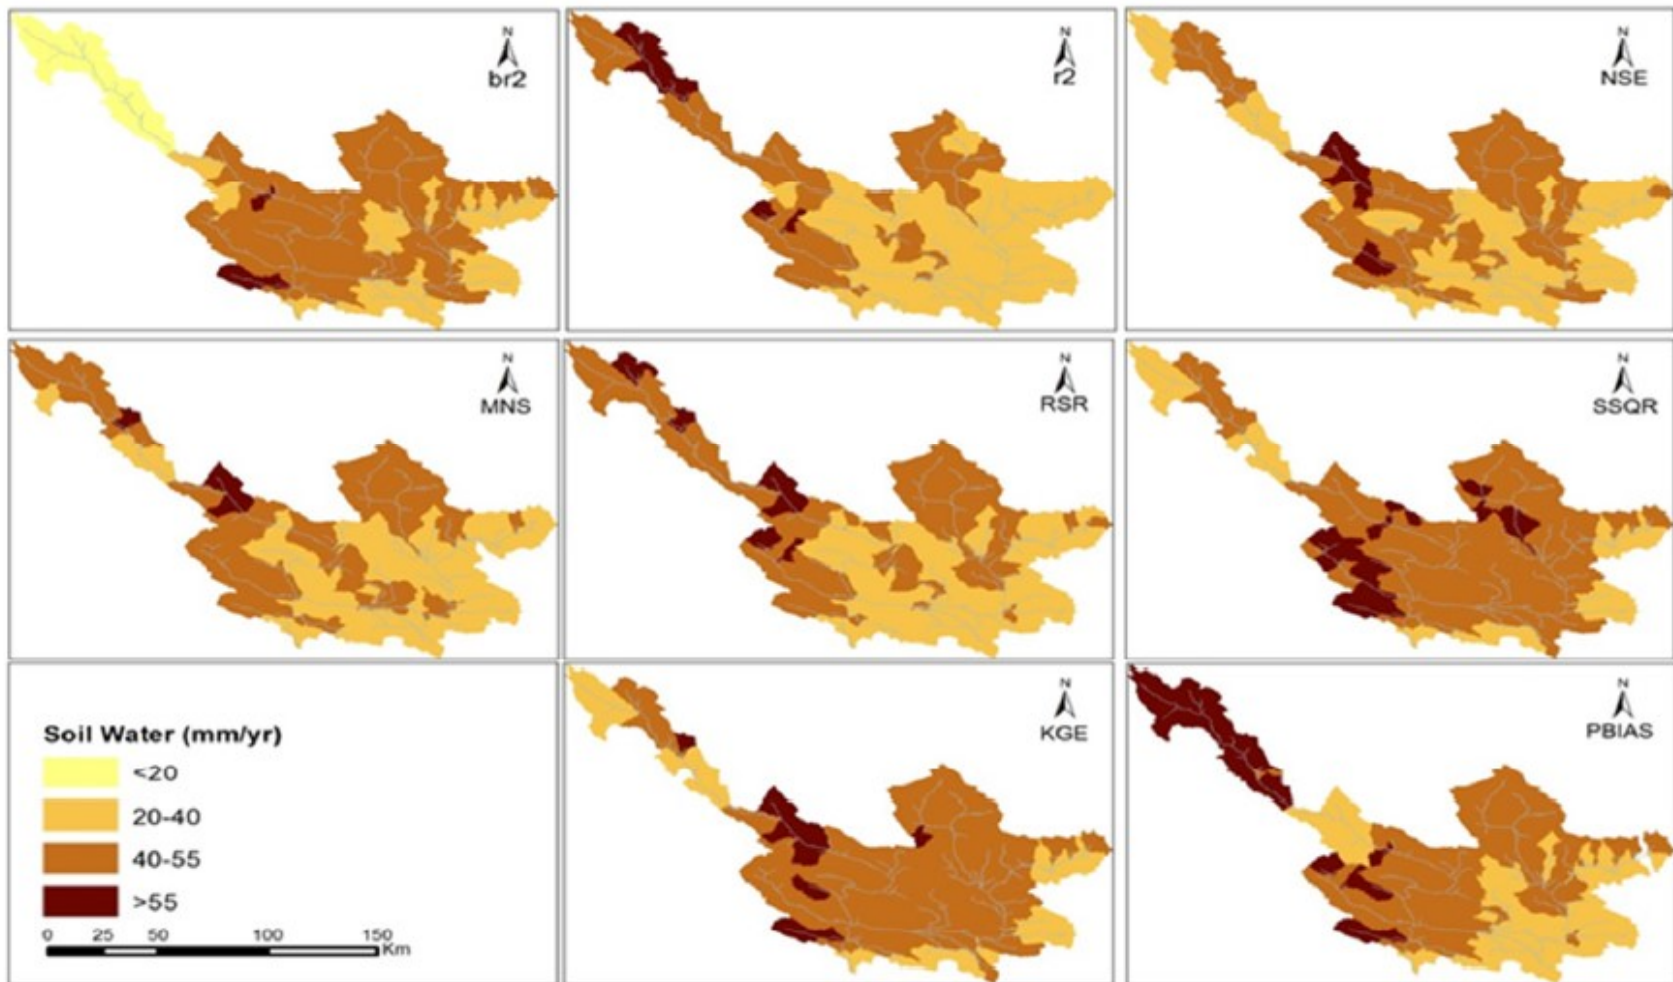 N
br2
N
r2
N
NSE
N
MNS
N
RSR
N
SSQR
Soil Water (mm/yr)
<20
20-40
40-55
>55
0 25 50 100 150
Km
N
KGE
N
PBIAS